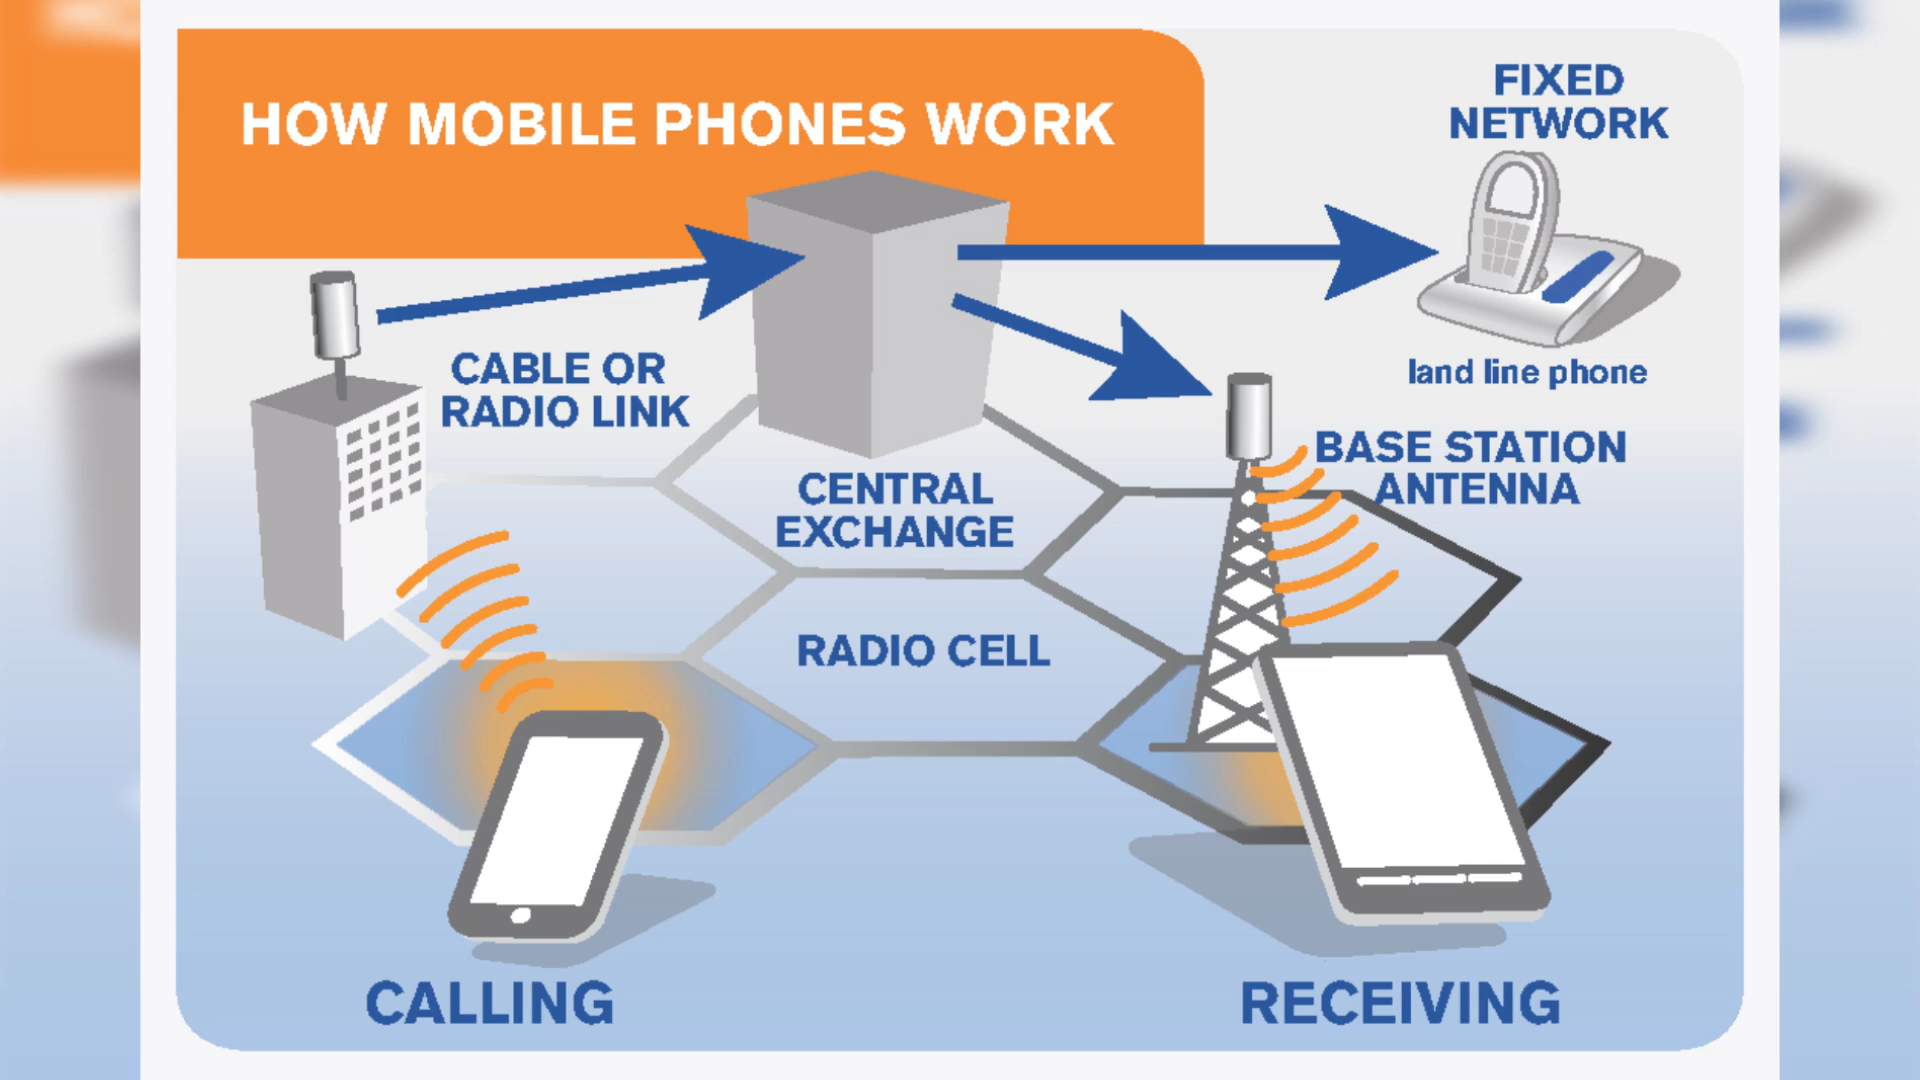 HOW MOBILE PHONES WORK
FIXED
NETWORK
land line phone
CABLE OR
RADIO LINK
CENTRAL
EXCHANGE
BASE STATION
ANTENNA
RADIO CELL
CALLING
RECEIVING